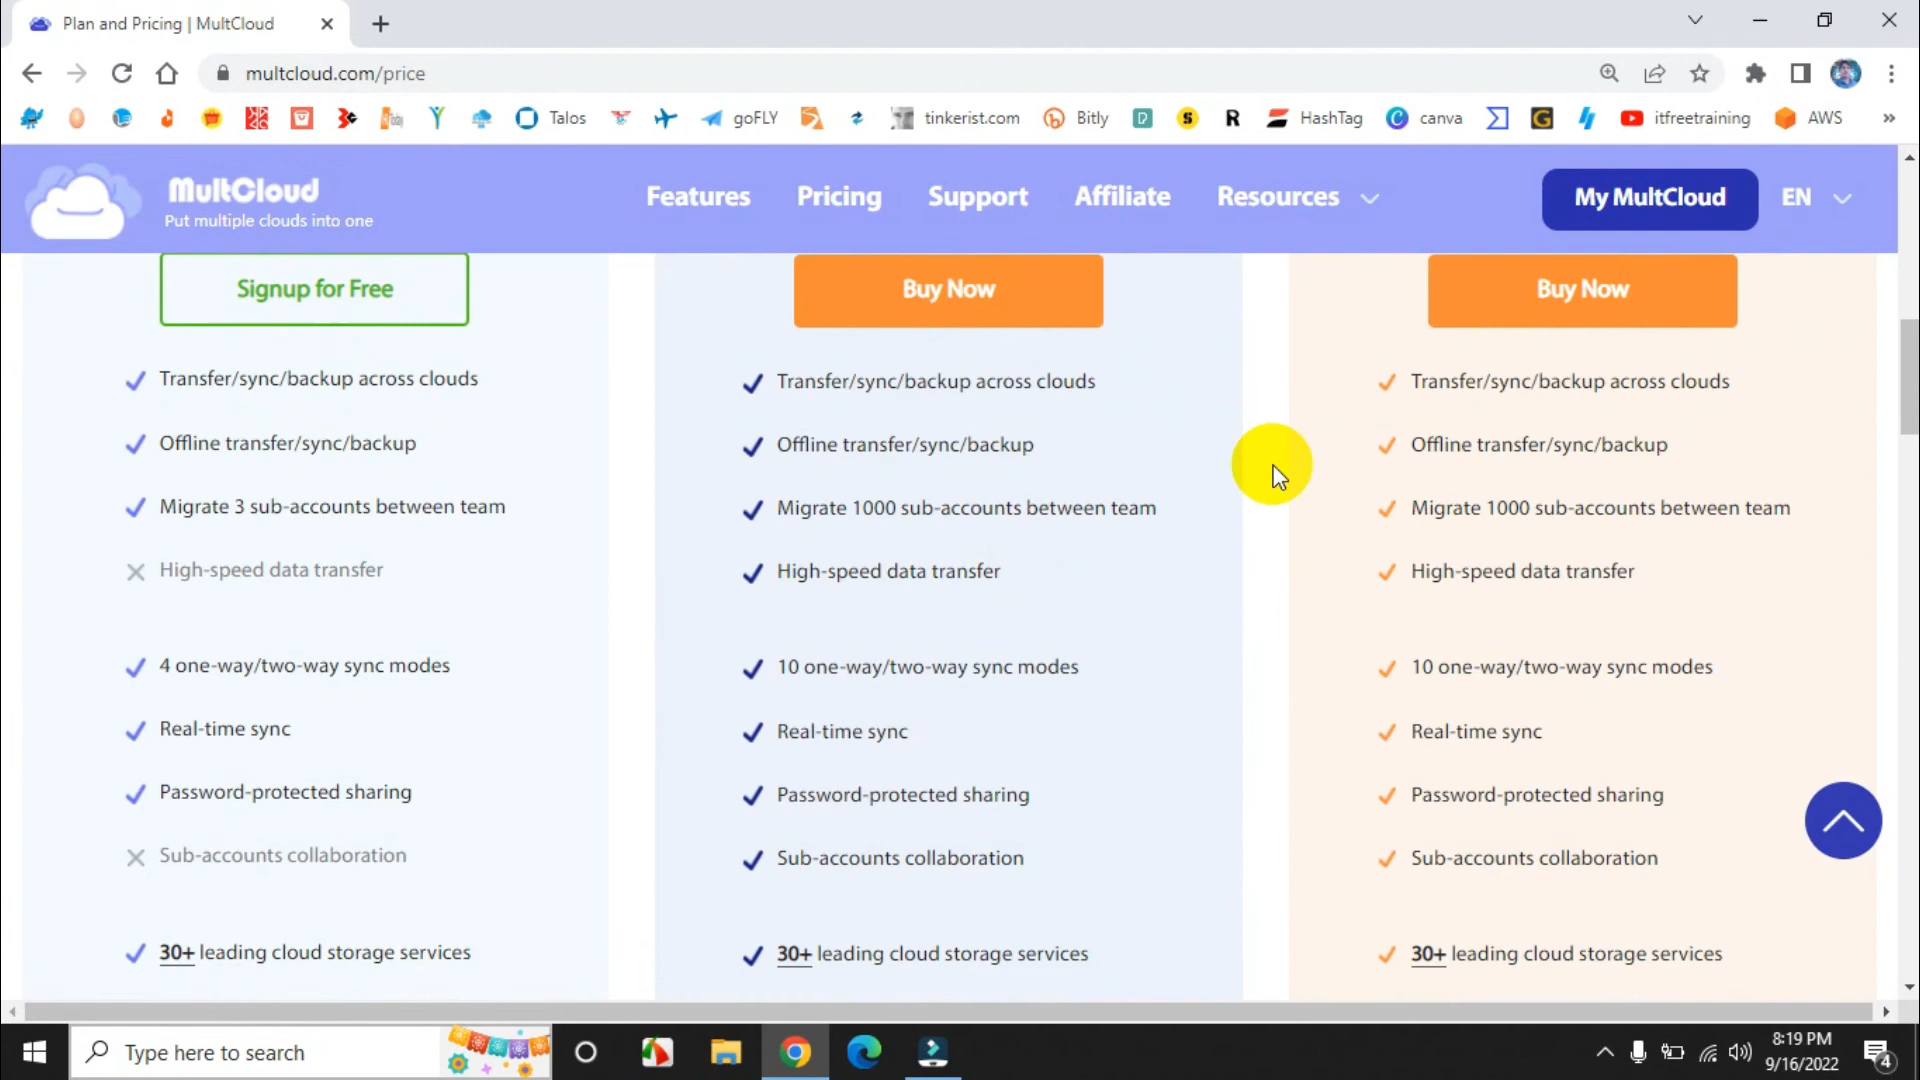 Plan and Pricing | MultCloud
multcloud.com/price
Talos
goFLY
tinkerist.com
Bitly
HashTag
canva
itfreetraining
AWS
MultCloud
Put multiple clouds into one
Features
Pricing
Support
Affiliate
Resources
My MultCloud
EN
Signup for Free
Transfer/sync/backup across clouds
Offline transfer/sync/backup
Migrate 3 sub-accounts between team
High-speed data transfer
4 one-way/two-way sync modes
Real-time sync
Password-protected sharing
Sub-accounts collaboration
30+ leading cloud storage services
Buy Now
Transfer/sync/backup across clouds
Offline transfer/sync/backup
Migrate 1000 sub-accounts between team
High-speed data transfer
10 one-way/two-way sync modes
Real-time sync
Password-protected sharing
Sub-accounts collaboration
30+ leading cloud storage services
Buy Now
Transfer/sync/backup across clouds
Offline transfer/sync/backup
Migrate 1000 sub-accounts between team
High-speed data transfer
10 one-way/two-way sync modes
Real-time sync
Password-protected sharing
Sub-accounts collaboration
30+ leading cloud storage services
Type here to search
8:19 PM
9/16/2022
4